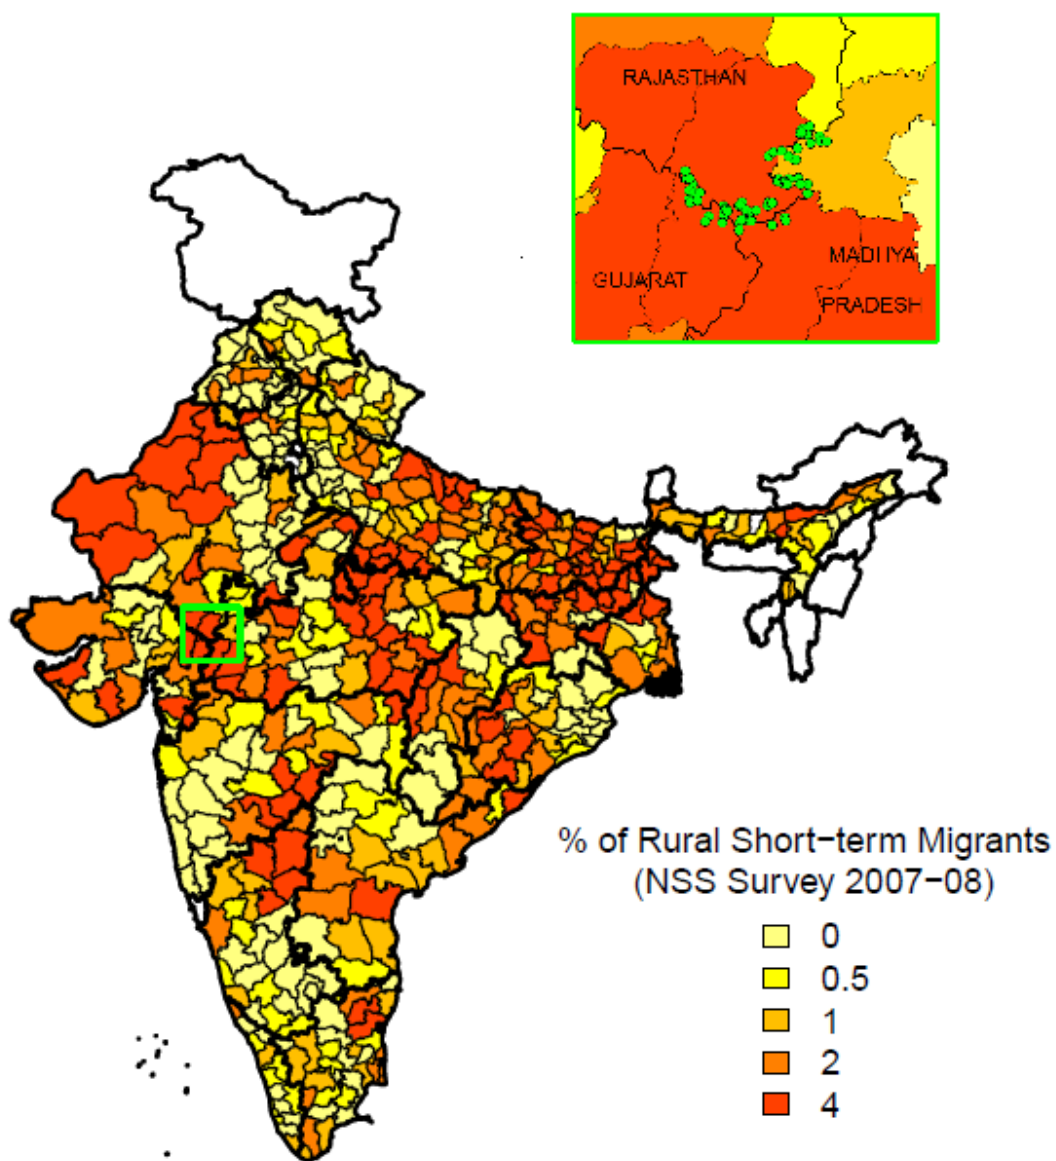 RAJASTHAN
GUJARAT
MADHYA
PRADESH
% of Rural Short−term Migrants
(NSS Survey 2007−08)
0
0.5
1
2
4